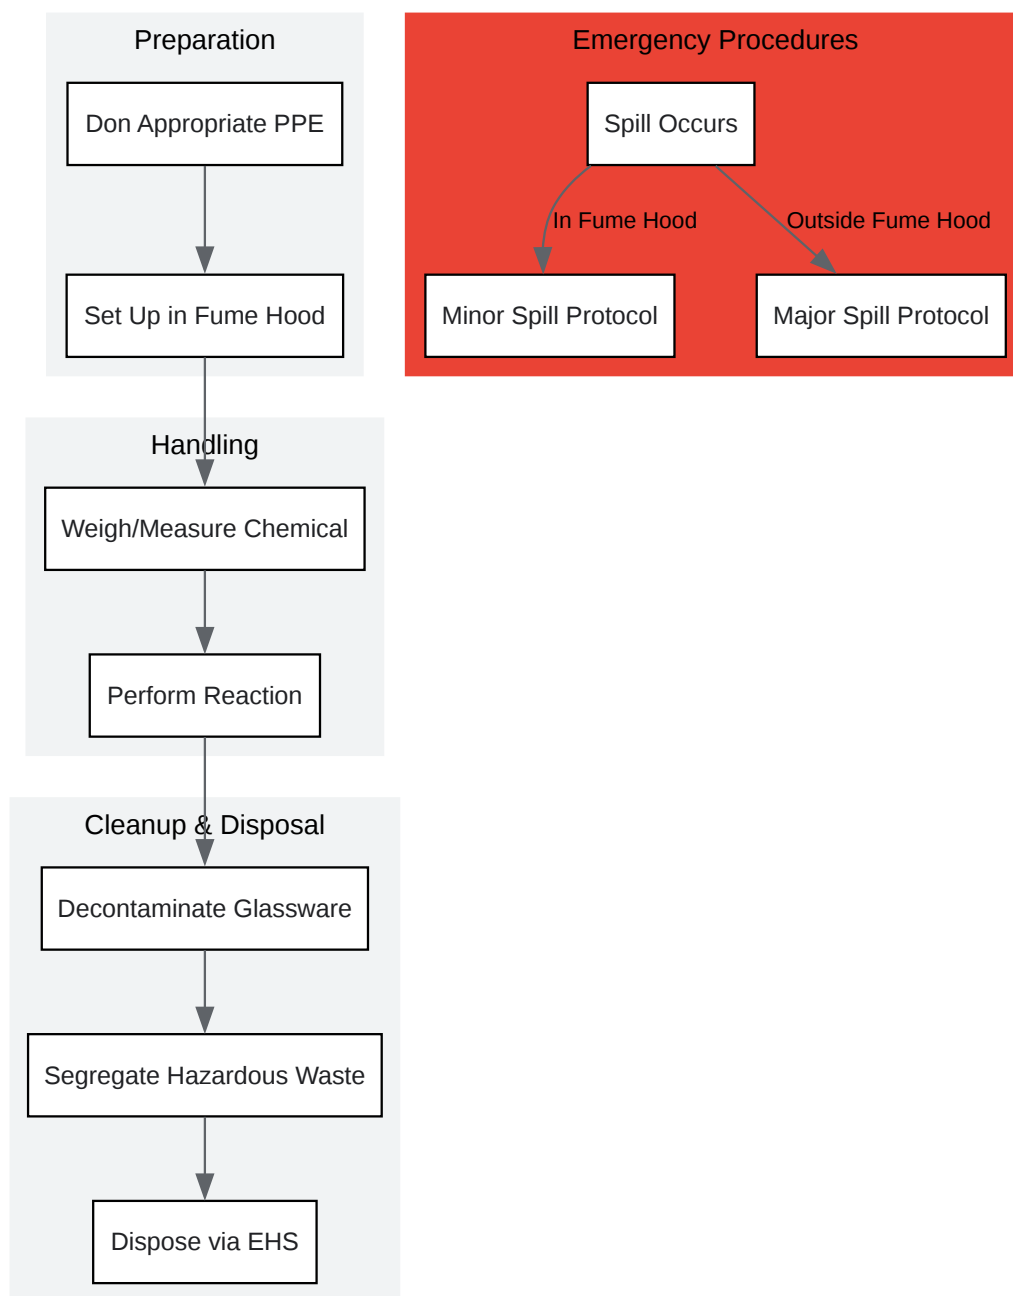 Preparation
Don Appropriate PPE
Set Up in Fume Hood
Handling
Weigh/Measure Chemical
Perform Reaction
Cleanup & Disposal
Decontaminate Glassware
Segregate Hazardous Waste
Dispose via EHS
Emergency Procedures
Spill Occurs
In Fume Hood
Outside Fume Hood
Minor Spill Protocol
Major Spill Protocol